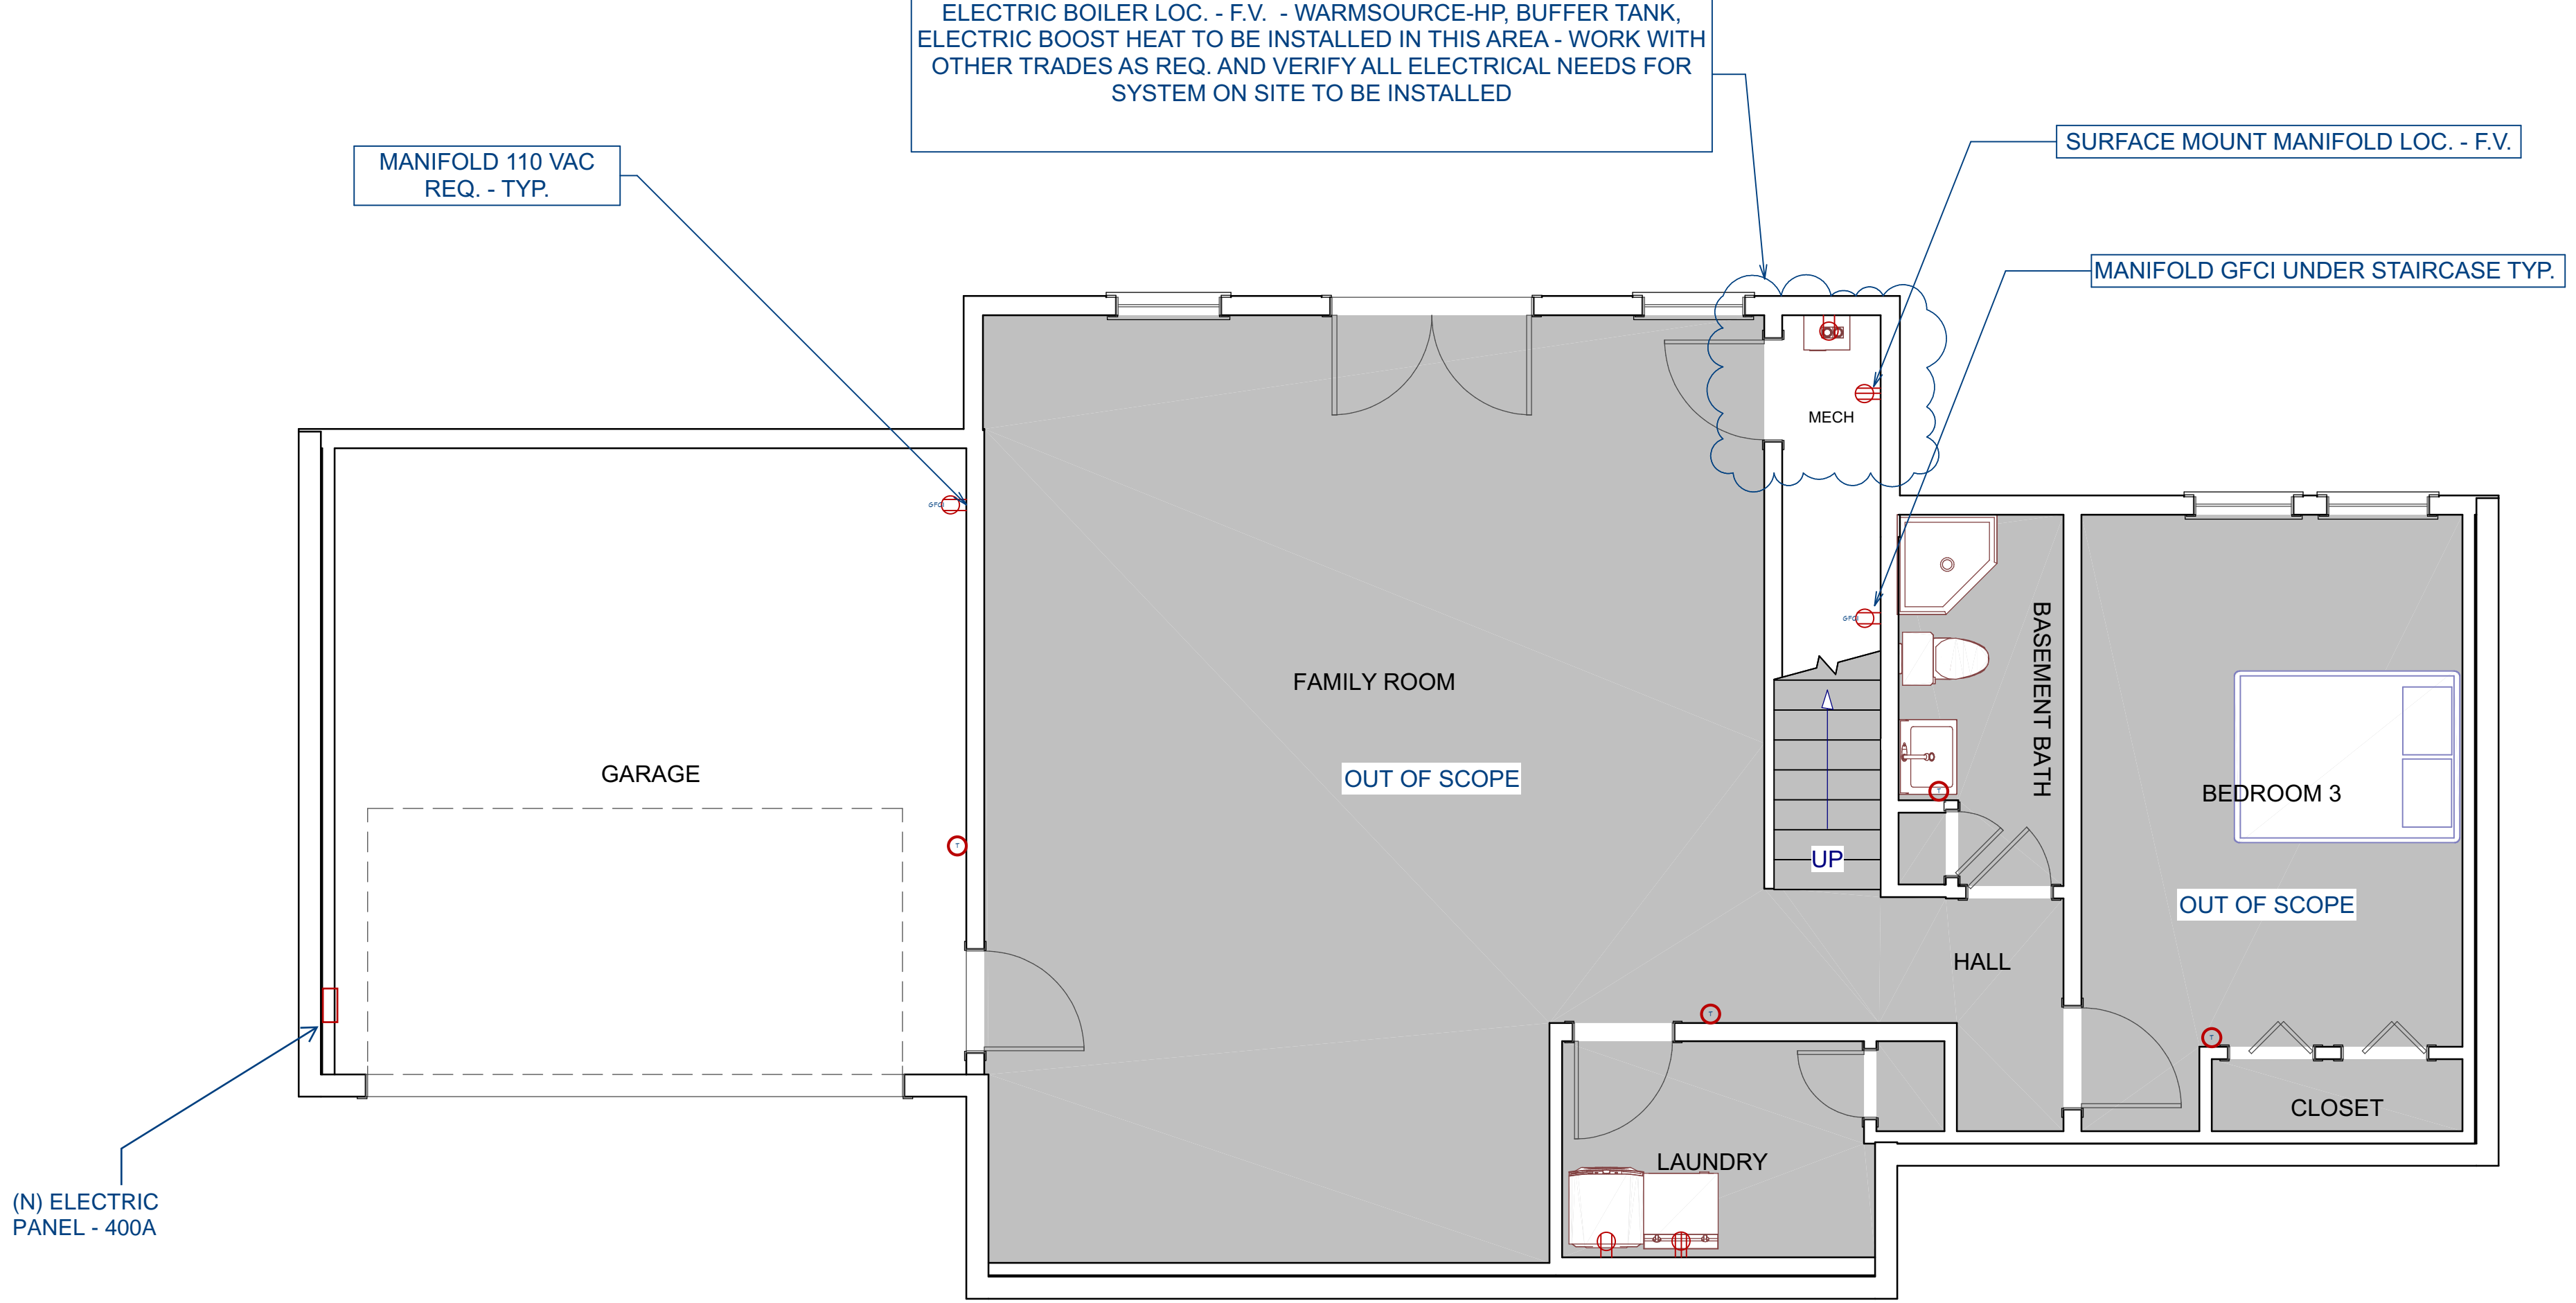 ELECTRIC BOILER LOC. - F.V. - WARMSOURCE-HP, BUFFER TANK,
ELECTRIC BOOST HEAT TO BE INSTALLED IN THIS AREA - WORK WITH
OTHER TRADES AS REQ. AND VERIFY ALL ELECTRICAL NEEDS FOR
SYSTEM ON SITE TO BE INSTALLED
MANIFOLD 110 VAC
REQ. - TYP.
SURFACE MOUNT MANIFOLD LOC. - F.V.
MANIFOLD GFCI UNDER STAIRCASE TYP.
MECH
GFCI
GFCI
FAMILY ROOM
OUT OF SCOPE
GARAGE
T
UP
BASEMENT BATH
T
BEDROOM 3
OUT OF SCOPE
HALL
T
T
CLOSET
LAUNDRY
(N) ELECTRIC
PANEL - 400A